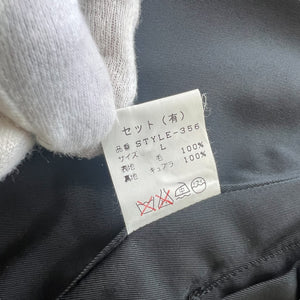 セット(有)
品番 STYLE-356
サイズ L
表地 毛 100%
裏地 キュプラ 100%